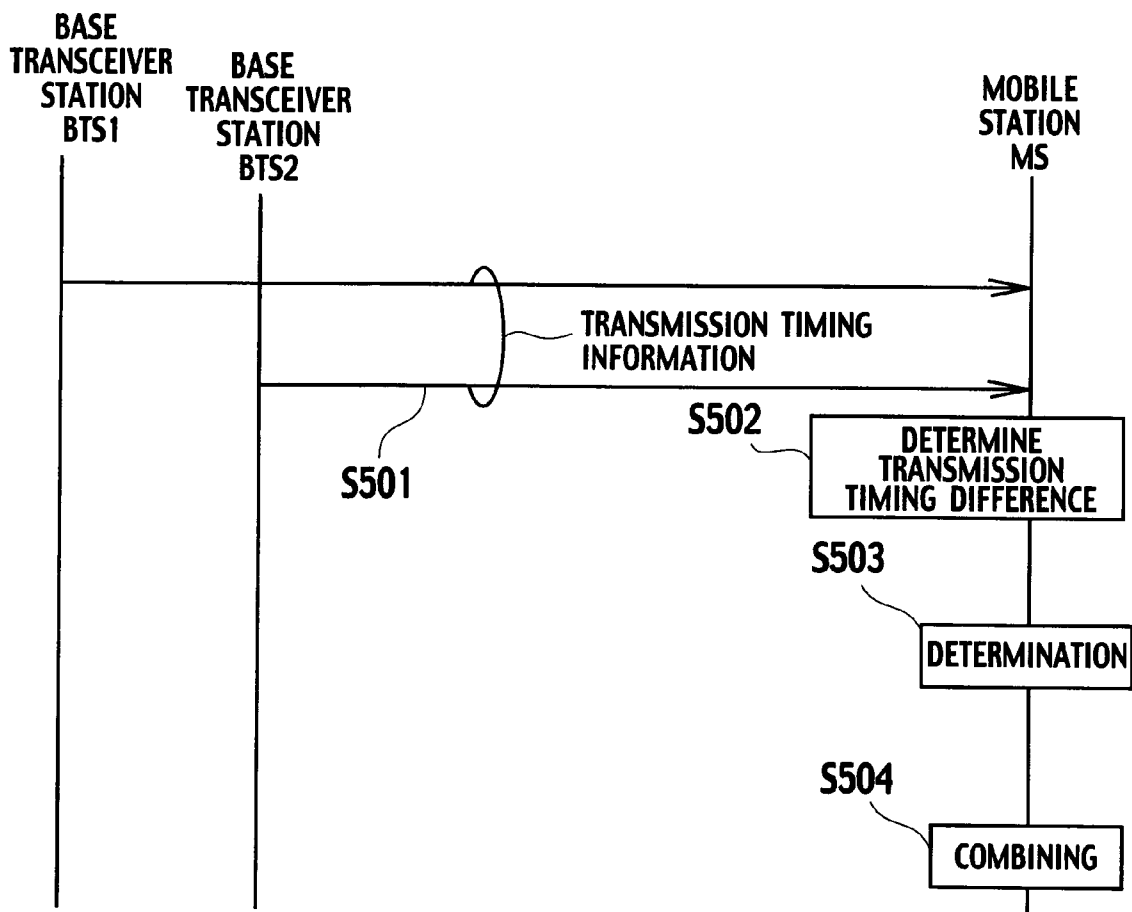 BASE
TRANSCEIVER
STATION
BTS1
BASE
TRANSCEIVER
STATION
BTS2
MOBILE
STATION
MS
TRANSMISSION TIMING
INFORMATION
S501
S502
DETERMINE
TRANSMISSION
TIMING DIFFERENCE
S503
DETERMINATION
S504
COMBINING